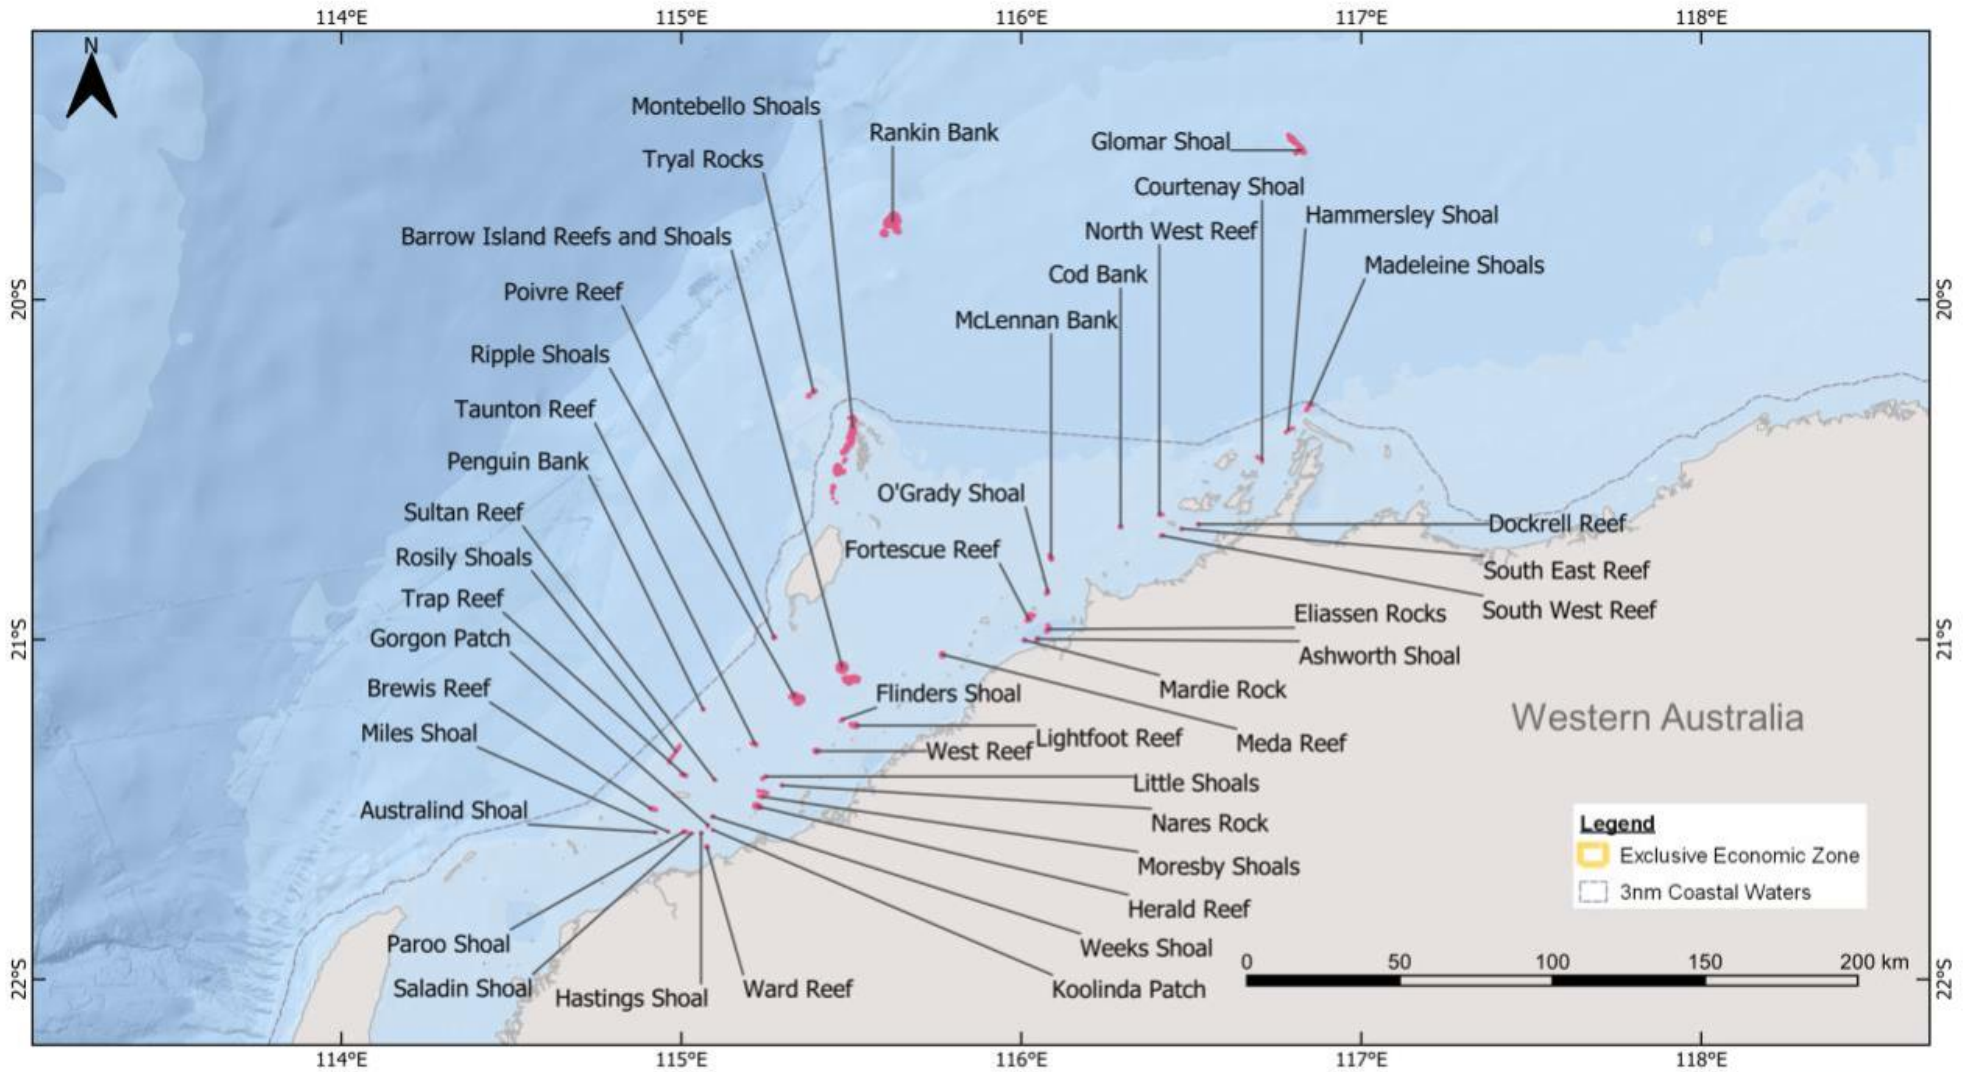 114°E
115°E
116°E
117°E
118°E
N
Montebello Shoals
Rankin Bank
Glomar Shoal
Tryal Rocks
Courtenay Shoal
Hammersley Shoal
North West Reef
Barrow Island Reefs and Shoals
Madeleine Shoals
Cod Bank
Poivre Reef
20°S
20°S
McLennan Bank
Ripple Shoals
Taunton Reef
Penguin Bank
O'Grady Shoal
Sultan Reef
Dockrell Reef
Fortescue Reef
Rosily Shoals
South East Reef
Trap Reef
South West Reef
Eliassen Rocks
Gorgon Patch
21°S
21°S
Ashworth Shoal
Brewis Reef
Flinders Shoal
Mardie Rock
Western Australia
Miles Shoal
Lightfoot Reef
Meda Reef
West Reef
Little Shoals
Australind Shoal
Nares Rock
Legend
Exclusive Economic Zone
3nm Coastal Waters
Moresby Shoals
Herald Reef
Paroo Shoal
Weeks Shoal
0
50
100
150
200 km
22°S
22°S
Saladin Shoal
Hastings Shoal
Ward Reef
Koolinda Patch
114°E
115°E
116°E
117°E
118°E